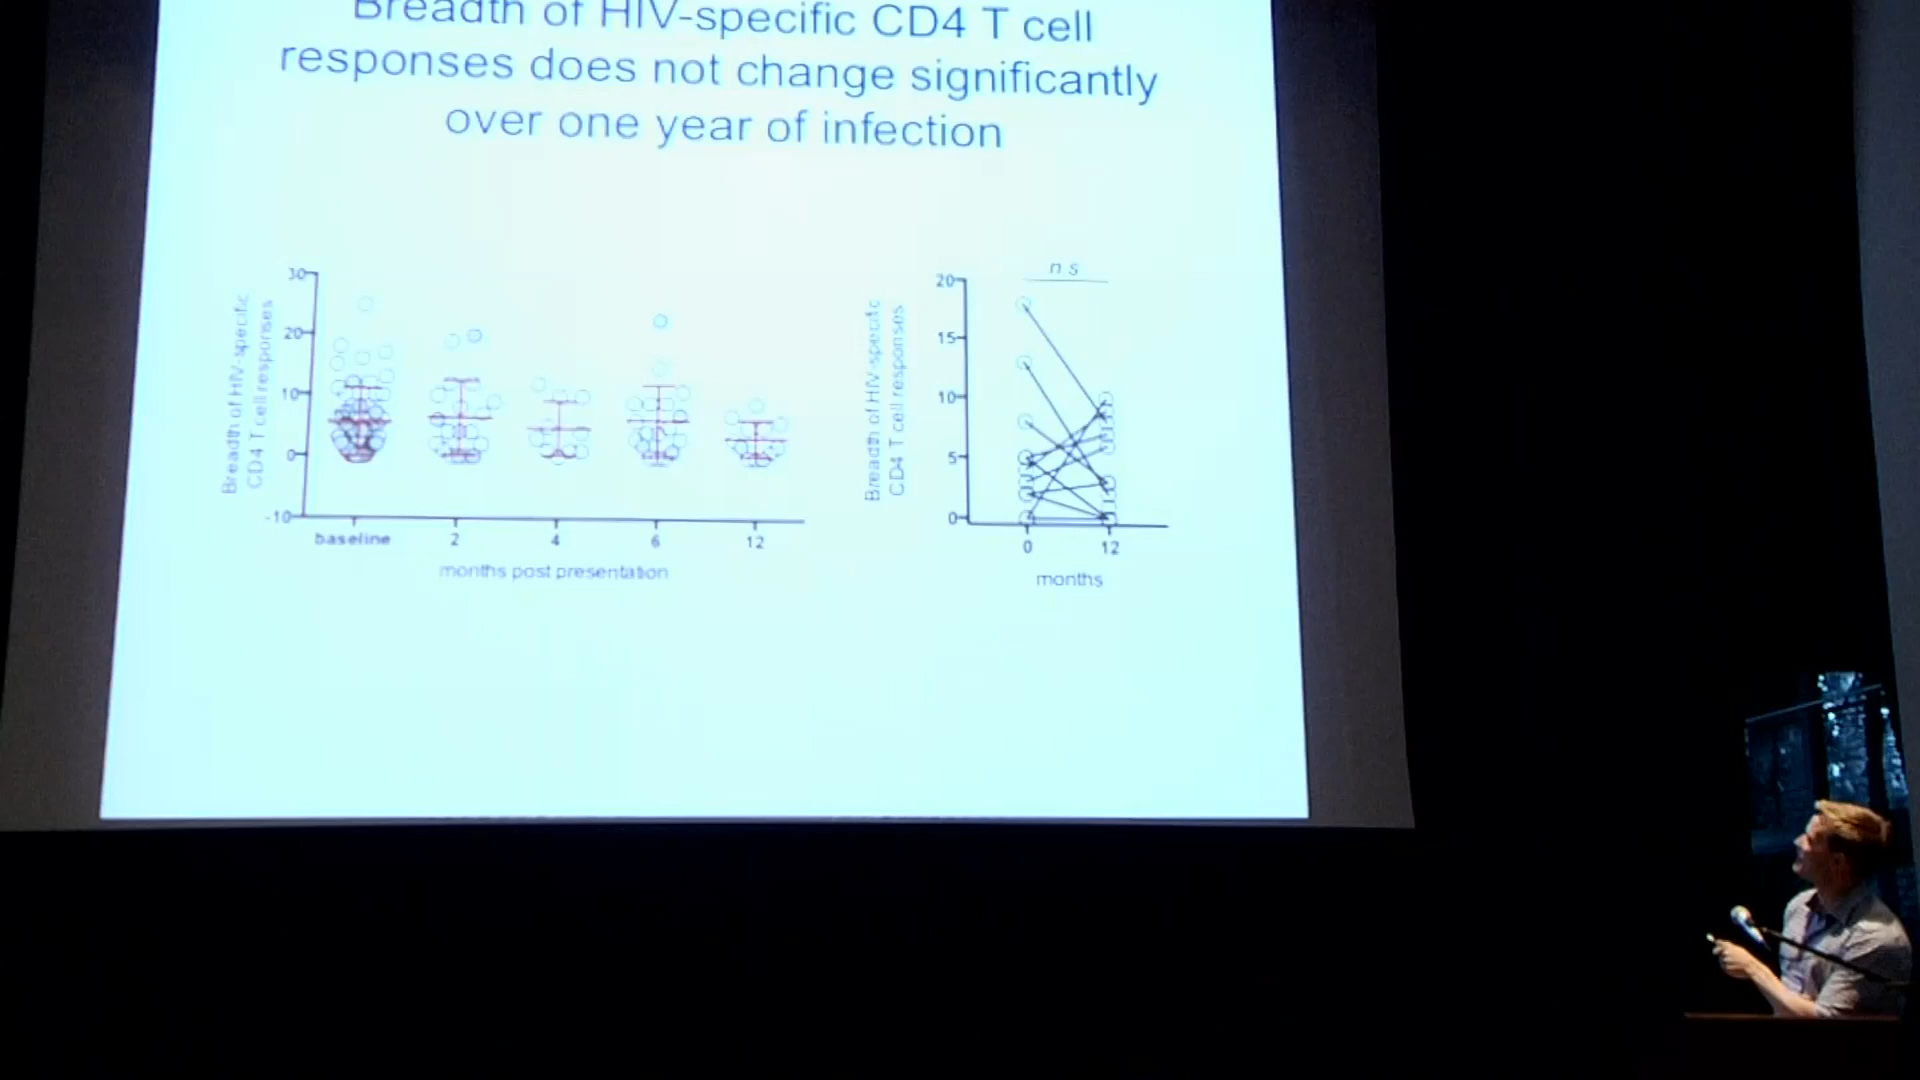 Breadth of HIV-specific CD4 T cell
responses does not change significantly
over one year of infection
Breadth of HIV-specific
CD4 T cell responses
30
20
10
0
-10
baseline
2
4
6
12
months post presentation
Breadth of HIV-specific
CD4 T cell responses
n.s
20
15
10
5
0
0
12
months